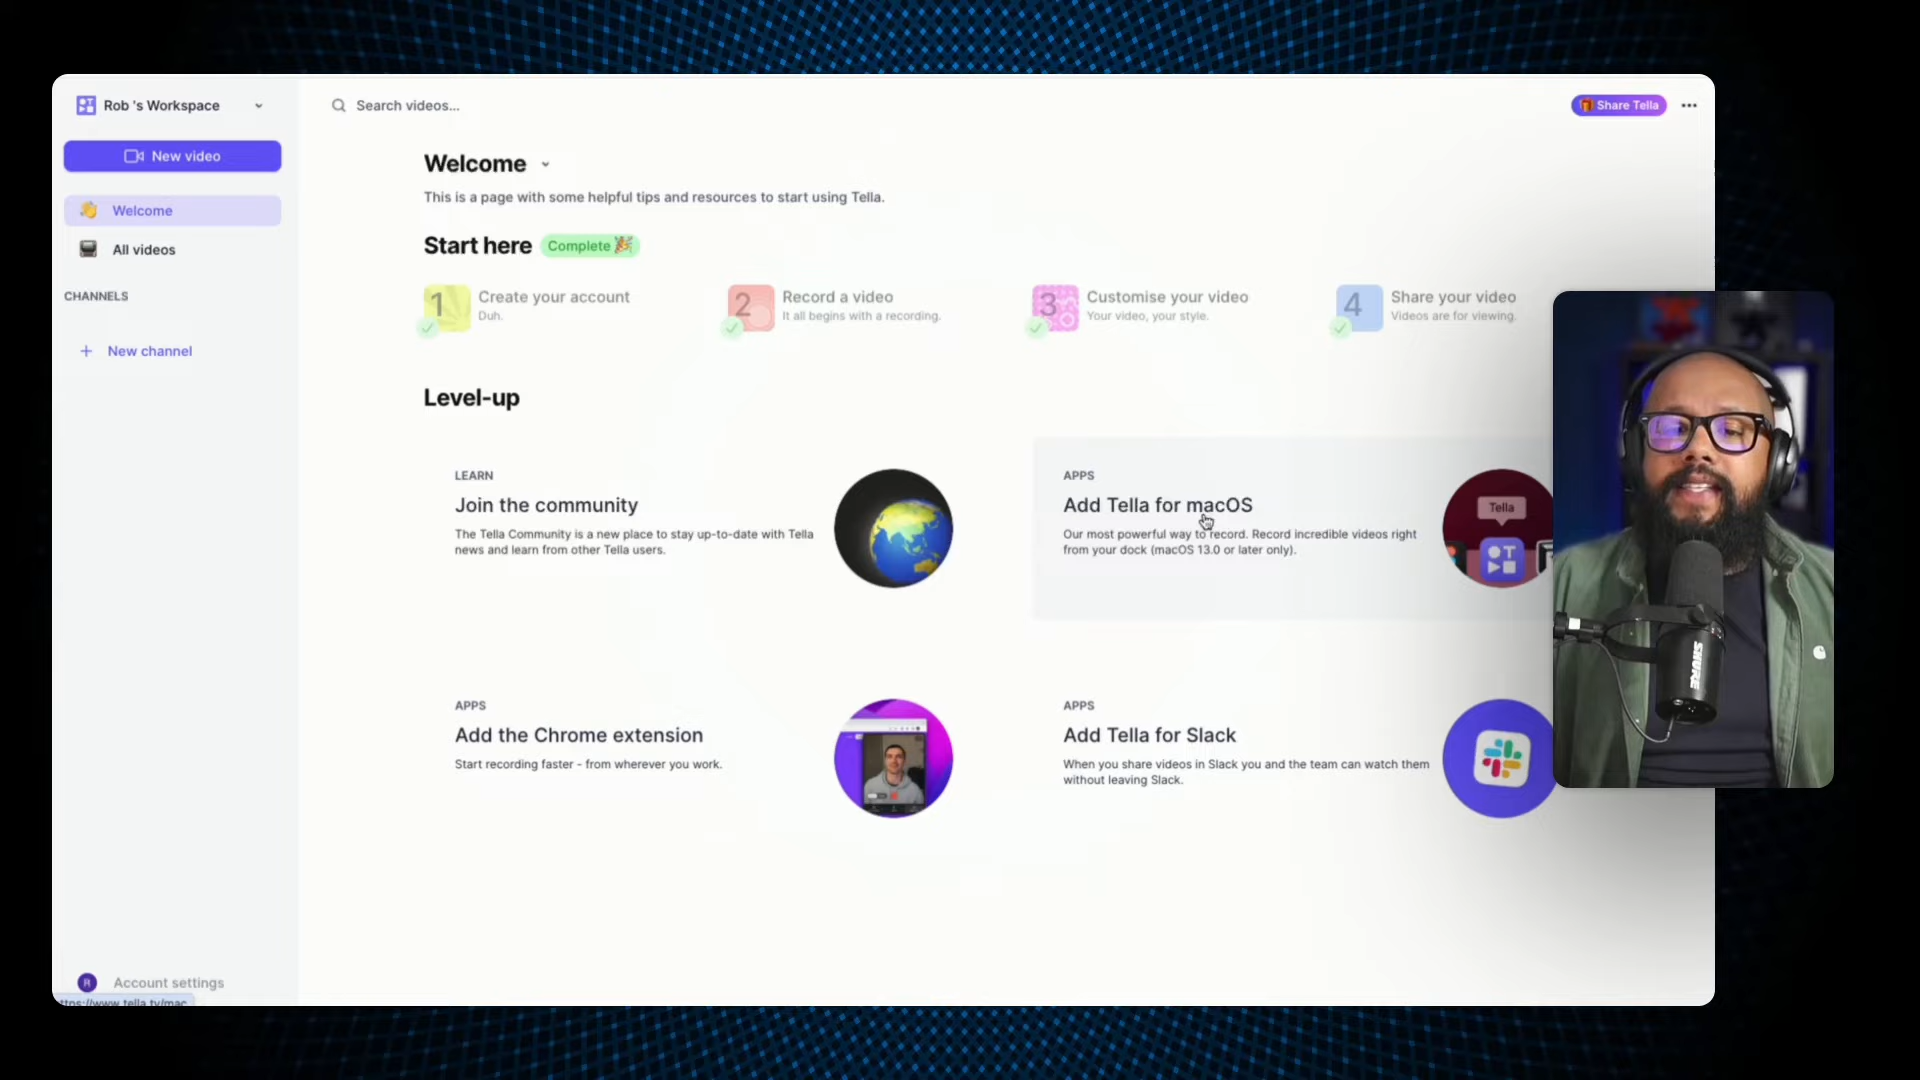 Rob 's Workspace
Search videos...
Share Tella
New video
Welcome
All videos
CHANNELS
New channel
Welcome
This is a page with some helpful tips and resources to start using Tella.
Start here
Complete
1
Create your account
Duh.
2
Record a video
It all begins with a recording.
3
Customise your video
Your video, your style.
4
Share your video
Videos are for viewing.
Level-up
LEARN
Join the community
The Tella Community is a new place to stay up-to-date with Tella
news and learn from other Tella users.
APPS
Add Tella for macOS
Our most powerful way to record. Record incredible videos right
from your dock (macOS 13.0 or later only).
Tella
APPS
Add the Chrome extension
Start recording faster - from wherever you work.
APPS
Add Tella for Slack
When you share videos in Slack you and the team can watch them
without leaving Slack.
SHURE
R
Account settings
ttps://www.tella.tv/mac